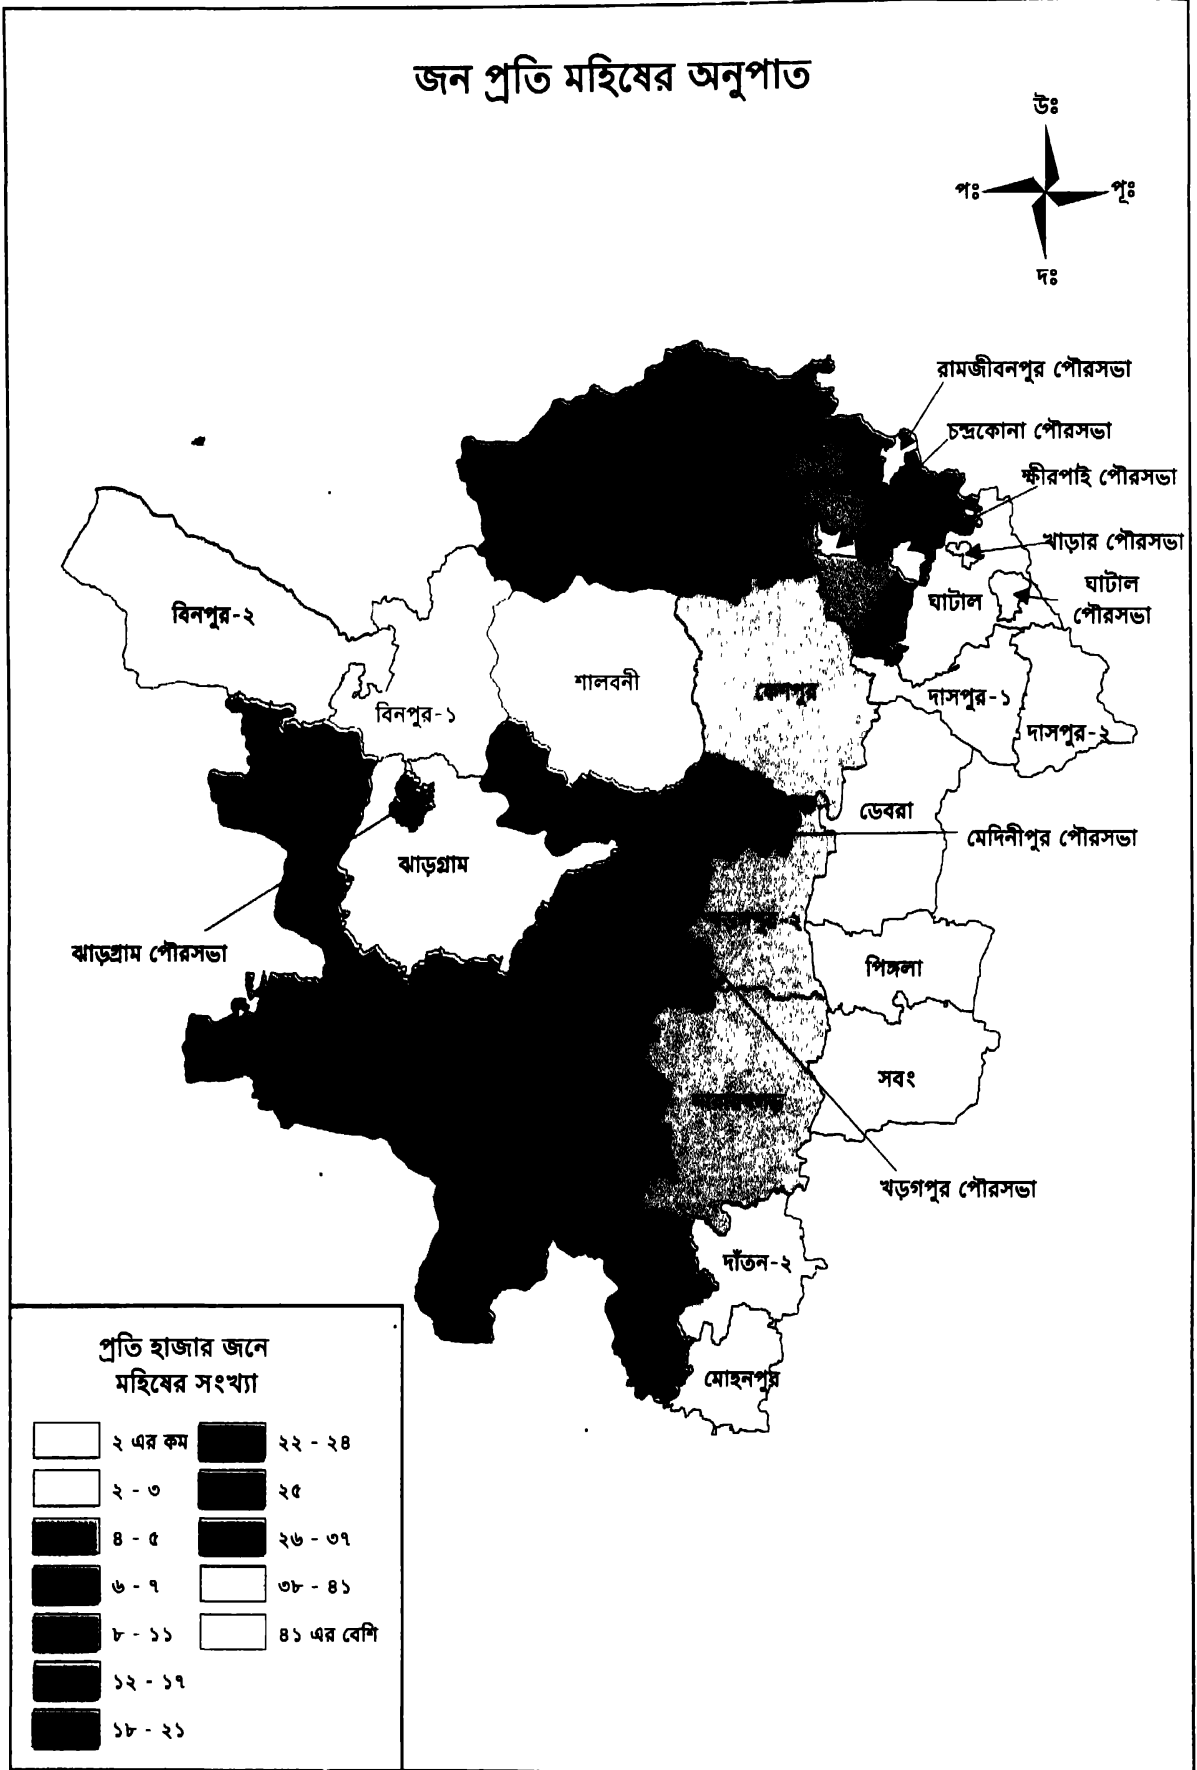 জন প্রতি মহিষের অনুপাত
উঃ
পঃ
পূঃ
দঃ
রামজীবনপুর পৌরসভা
চন্দ্রকোনা পৌরসভা
ক্ষীরপাই পৌরসভা
খাড়ার পৌরসভা
ঘাটাল
পৌরসভা
ঘাটাল
বিনপুর-২
শালবনী
কেশপুর
বিনপুর-১
দাসপুর-১
দাসপুর-২
ডেবরা
মেদিনীপুর পৌরসভা
ঝাড়গ্রাম
ঝাড়গ্রাম পৌরসভা
পিঙ্গলা
সবং
খড়গপুর পৌরসভা
দাঁতন-২
মোহনপুর
প্রতি হাজার জনে
মহিষের সংখ্যা
২ এর কম
২ - ৩
৪ - ৫
৬ - ৭
৮ - ১১
১২ - ১৭
১৮ - ২১
২২ - ২৪
২৫
২৬ - ৩৭
৩৮ - ৪১
৪১ এর বেশি